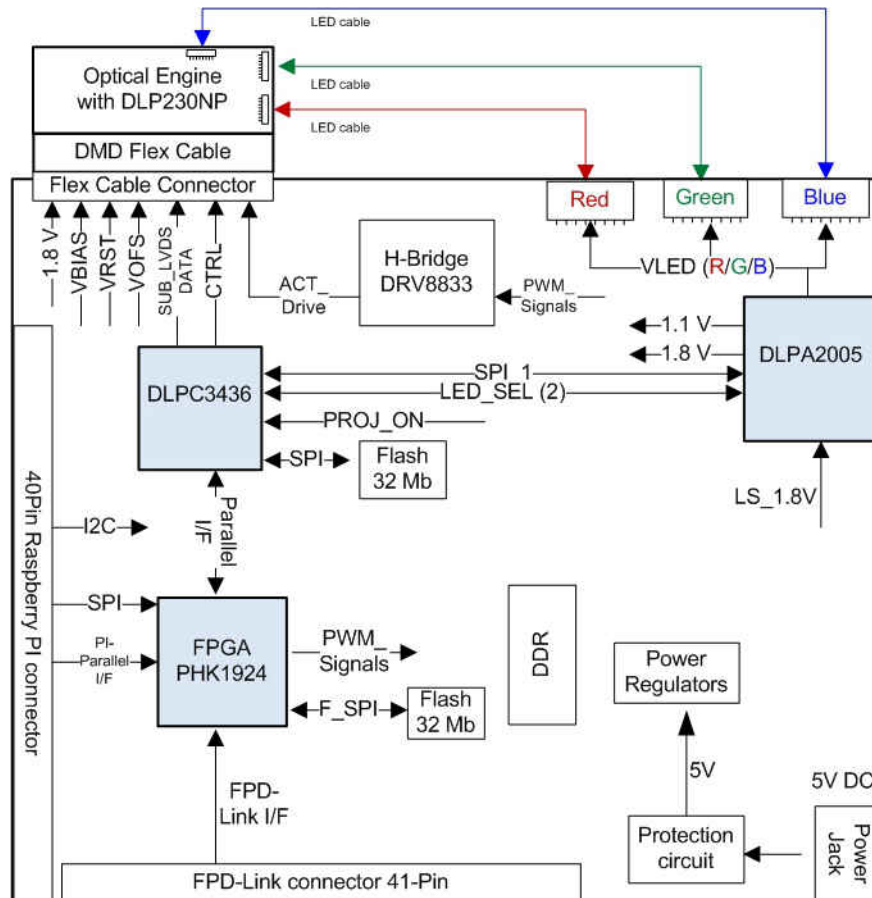 LED cable
Optical Engine
with DLP230NP
LED cable
LED cable
DMD Flex Cable
Flex Cable Connector
Red
Green
Blue
1.8 V
VBIAS
VRST
VOFS
SUB_LVDS
DATA
CTRL
ACT_
Drive
H-Bridge
DRV8833
PWM_
Signals
VLED (R/G/B)
1.1 V
1.8 V
DLPA2005
DLPC3436
SPI_1
LED_SEL (2)
PROJ_ON
SPI
Flash
32 Mb
LS_1.8V
40Pin Raspberry PI connector
I2C
Parallel
I/F
SPI
PI-
Parallel
I/F
FPGA
PHK1924
PWM_
Signals
F_SPI
Flash
32 Mb
DDR
Power
Regulators
5V
5V DC
Protection
circuit
Power
Jack
FPD-
Link I/F
FPD-Link connector 41-Pin